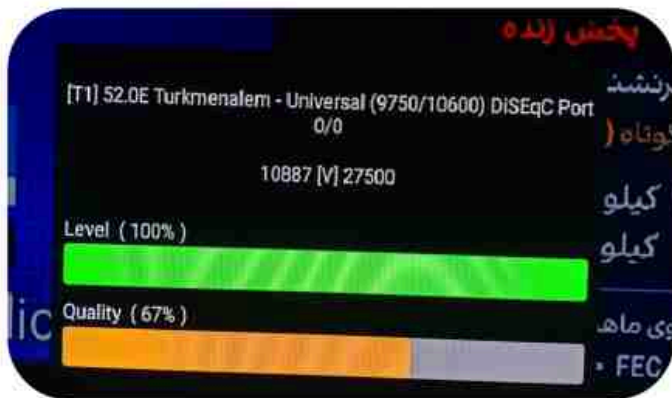 پخش زنده
[T1] 52.0E Turkmenalem - Universal (9750/10600) DiSEqC Port
0/0
10887 [V] 27500
کیلو
Level ( 100% )
کیلو
Quality ( 67% )
FEC